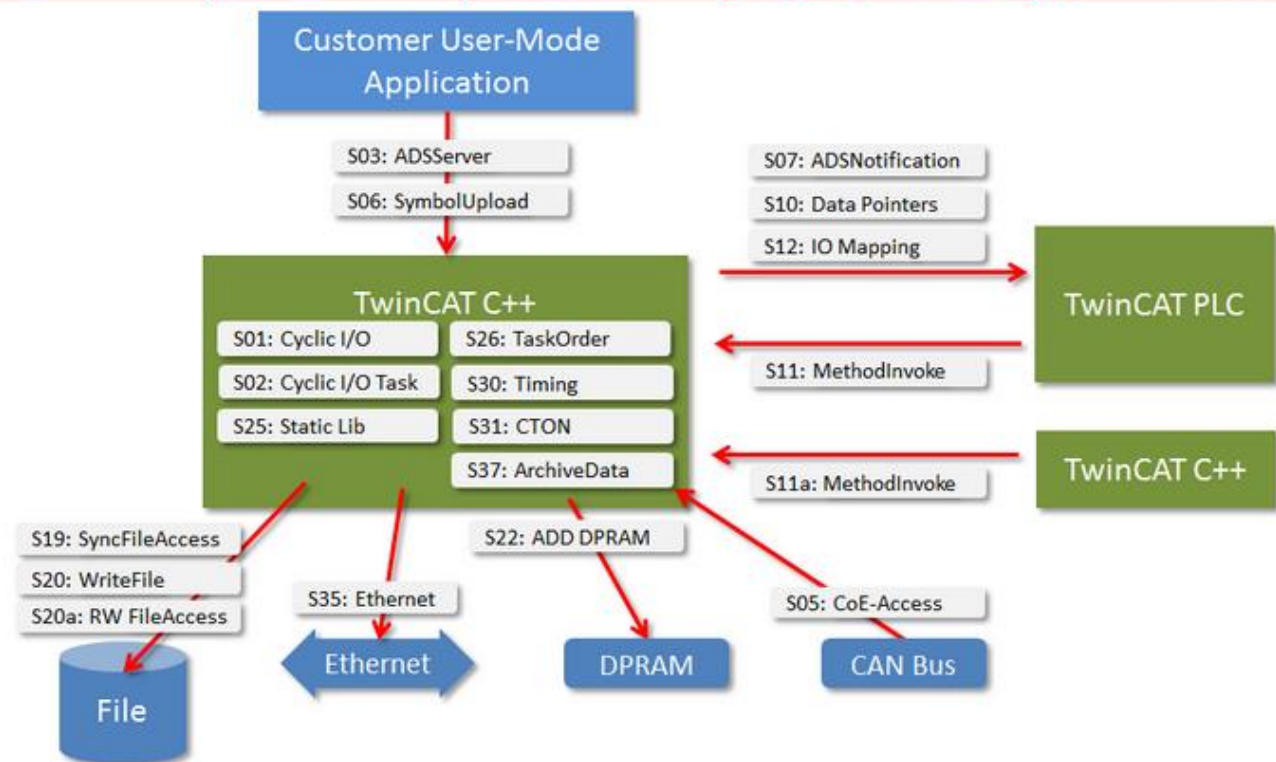 Customer User-Mode
Application
S03: ADSServer
S06: SymbolUpload
S07: ADSNotification
S10: Data Pointers
S12: IO Mapping
TwinCAT C++
S01: Cyclic I/O
S26: TaskOrder
S02: Cyclic I/O Task
S30: Timing
S25: Static Lib
S31: CTON
S37: ArchiveData
TwinCAT PLC
S11: MethodInvoke
TwinCAT C++
S11a: MethodInvoke
S19: SyncFileAccess
S20: WriteFile
S20a: RW FileAccess
S35: Ethernet
S22: ADD DPRAM
S05: CoE-Access
File
Ethernet
DPRAM
CAN Bus